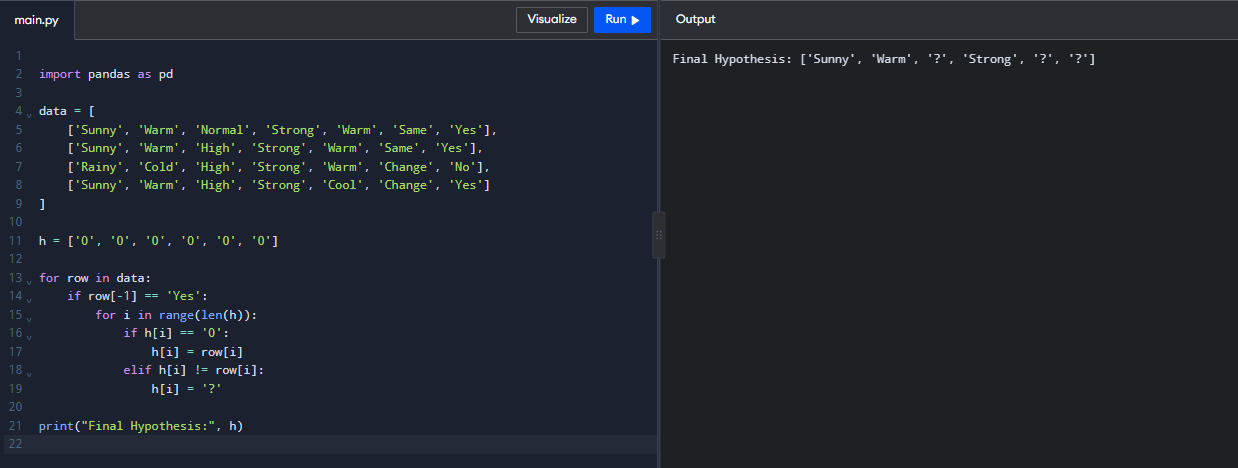 main.py
Visualize
Run
Output
1
2 import pandas as pd
3
4 data = [
5     ['Sunny', 'Warm', 'Normal', 'Strong', 'Warm', 'Same', 'Yes'],
6     ['Sunny', 'Warm', 'High', 'Strong', 'Warm', 'Same', 'Yes'],
7     ['Rainy', 'Cold', 'High', 'Strong', 'Warm', 'Change', 'No'],
8     ['Sunny', 'Warm', 'High', 'Strong', 'Cool', 'Change', 'Yes']
9 ]
10
11 h = ['0', '0', '0', '0', '0', '0']
12
13 for row in data:
14     if row[-1] == 'Yes':
15         for i in range(len(h)):
16             if h[i] == '0':
17                 h[i] = row[i]
18             elif h[i] != row[i]:
19                 h[i] = '?'
20
21 print("Final Hypothesis:", h)
22
Final Hypothesis: ['Sunny', 'Warm', '?', 'Strong', '?', '?']